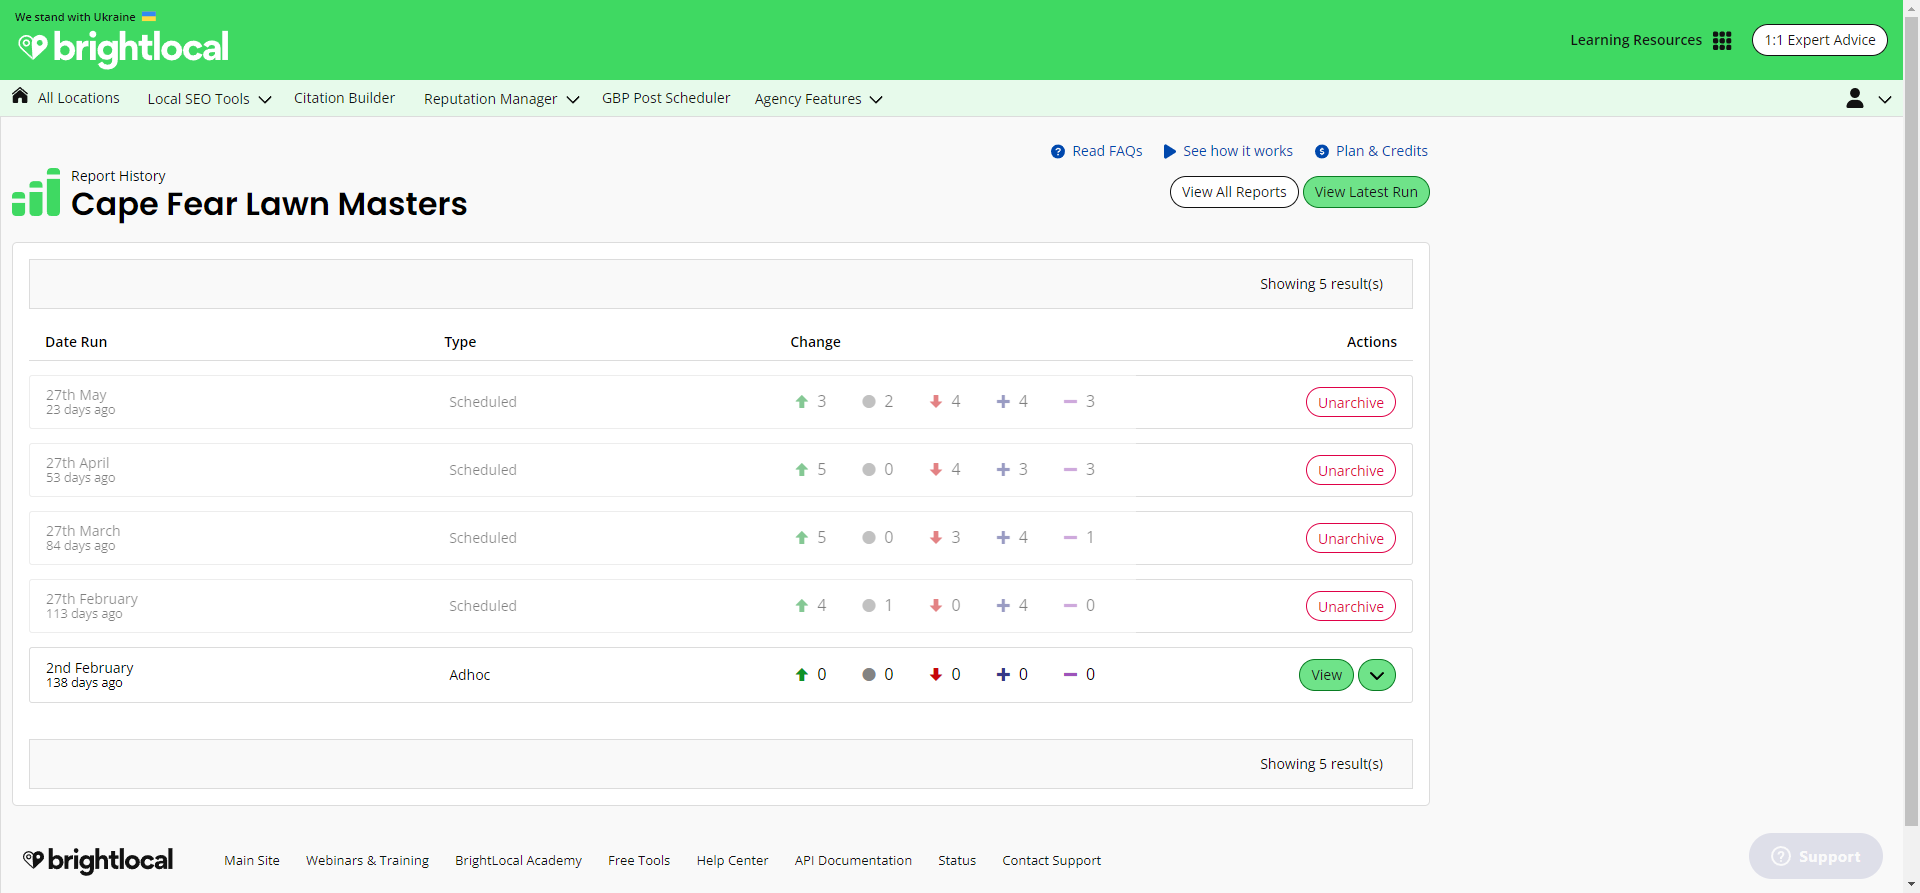 We stand with Ukraine
brightlocal
Learning Resources
1:1 Expert Advice
All Locations
Local SEO Tools
Citation Builder
Reputation Manager
GBP Post Scheduler
Agency Features
Read FAQs
See how it works
Plan & Credits
Report History
Cape Fear Lawn Masters
View All Reports
View Latest Run
Showing 5 result(s)
Date Run Type Change Actions
27th May
23 days ago
Scheduled 3 2 4 4 3 Unarchive
27th April
53 days ago
Scheduled 5 0 4 3 3 Unarchive
27th March
84 days ago
Scheduled 5 0 3 4 1 Unarchive
27th February
113 days ago
Scheduled 4 1 0 4 0 Unarchive
2nd February
138 days ago
Adhoc 0 0 0 0 0 View
Showing 5 result(s)
brightlocal
Main Site
Webinars & Training
BrightLocal Academy
Free Tools
Help Center
API Documentation
Status
Contact Support
Support